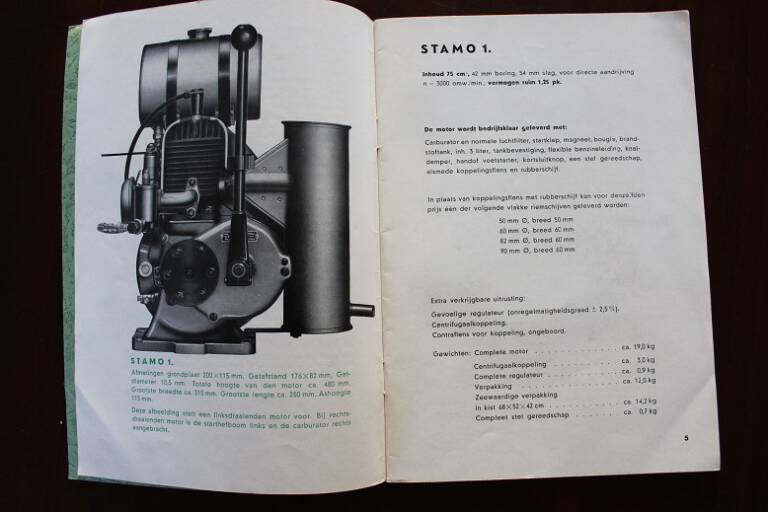 STAMO 1.
Afmetingen grondplaat 200×115 mm. Gatafstand 176×82 mm, Gat-
diameter 10,5 mm. Totale hoogte van den motor ca. 480 mm.
Grootste breedte ca. 315 mm, Grootste lengte ca. 250 mm. Ashoogte
115 mm.
Deze afbeelding stelt een linksdraaienden motor voor. Bij rechts-
draaienden motor is de starthefboom links en de carburator rechts
aangebracht.
STAMO 1.
Inhoud 75 cm³, 42 mm boring, 54 mm slag, voor directe aandrijving
n = 3000 omw./min., vermogen ruim 1,25 pk.
De motor wordt bedrijfsklaar geleverd met:
Carburator en normale luchtfilter, startklep, magneet, bougie, brand-
stoftank, inh. 3 liter, tankbevestiging, flexible benzineleiding, knal-
demper, handof voetstarter, kortsluitknop, een stel gereedschap,
alsmede koppelingsflens en rubberschijf.
In plaats van koppelingsflens met rubberschijf kan voor denzelfden
prijs één der volgende vlakke riemschijven geleverd worden:
50 mm Ø, breed 50 mm
60 mm Ø, breed 60 mm
82 mm Ø, breed 60 mm
90 mm Ø, breed 60 mm
Extra verkrijgbare uitrusting:
Gevoelige regulateur (onregelmatigheidsgraad ± 2,5 %).
Centrifugaalkoppeling.
Contraflens voor koppeling, ongeboord.
Gewichten: Complete motor . . . . . . . . . . . ca. 19,0 kg
Centrifugaalkoppeling . . . . . . . . ca. 3,0 kg
Complete regulateur . . . . . . . . . ca. 0,9 kg
Verpakking . . . . . . . . . . . . ca. 12,0 kg
Zeewaardige verpakking
in kist 68×52×42 cm . . . . . . . . . ca. 14,2 kg
Compleet stel gereedschap . . . . . . ca. 0,7 kg
5